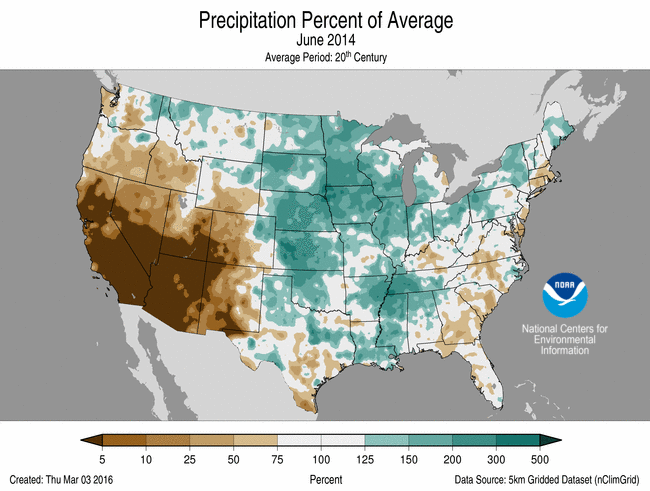 Precipitation Percent of Average
June 2014
Average Period: 20th Century
NOAA
National Centers for
Environmental
Information
5 10 25 50 75 100 125 150 200 300 500
Created: Thu Mar 03 2016 Percent Data Source: 5km Gridded Dataset (nClimGrid)